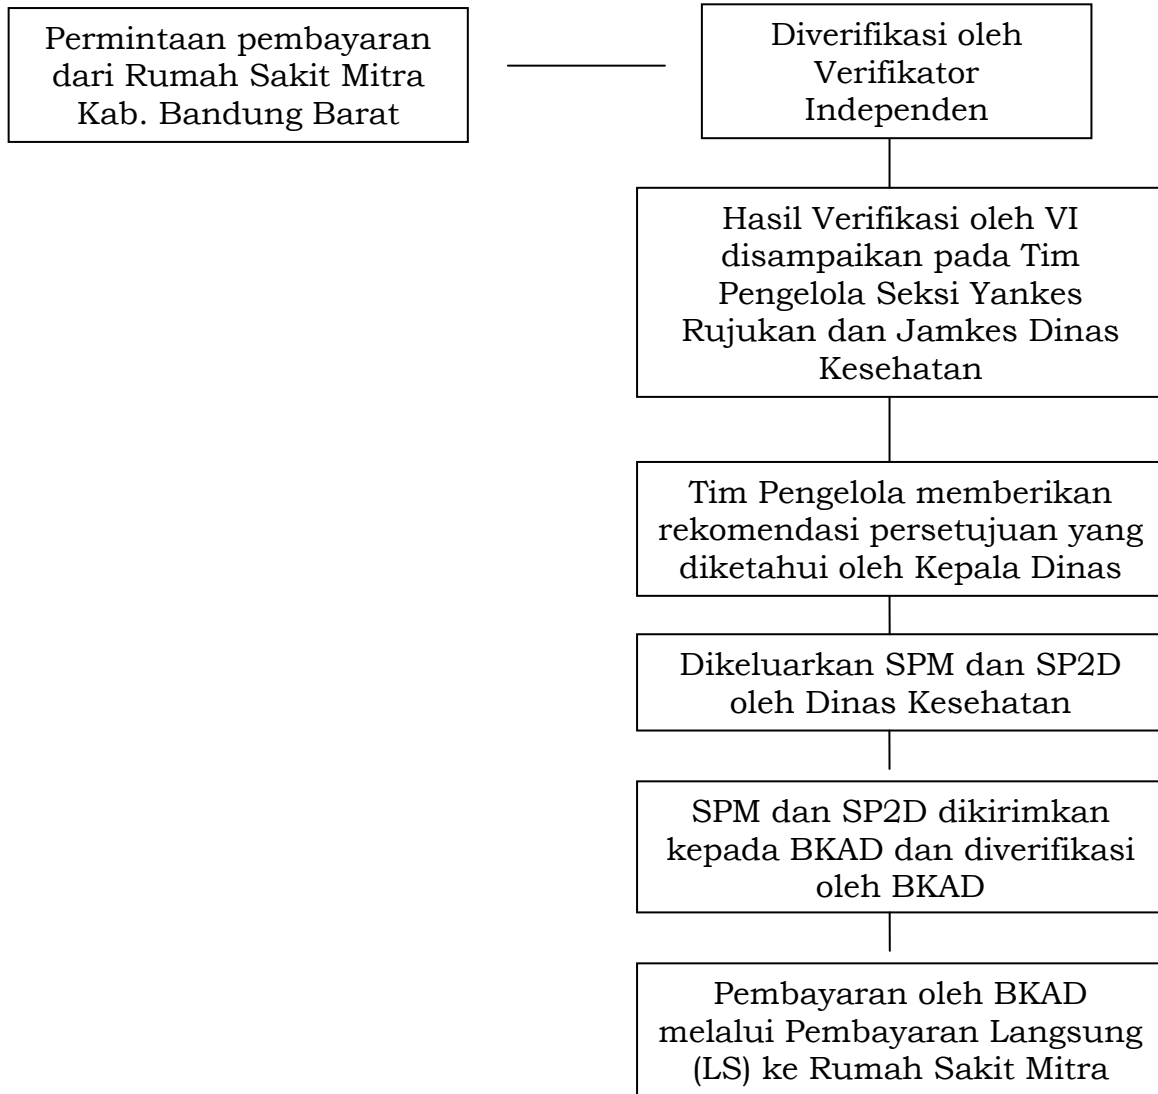 Permintaan pembayaran
dari Rumah Sakit Mitra
Kab. Bandung Barat
Diverifikasi oleh
Verifikator
Independen
Hasil Verifikasi oleh VI
disampaikan pada Tim
Pengelola Seksi Yankes
Rujukan dan Jamkes Dinas
Kesehatan
Tim Pengelola memberikan
rekomendasi persetujuan yang
diketahui oleh Kepala Dinas
Dikeluarkan SPM dan SP2D
oleh Dinas Kesehatan
SPM dan SP2D dikirimkan
kepada BKAD dan diverifikasi
oleh BKAD
Pembayaran oleh BKAD
melalui Pembayaran Langsung
(LS) ke Rumah Sakit Mitra